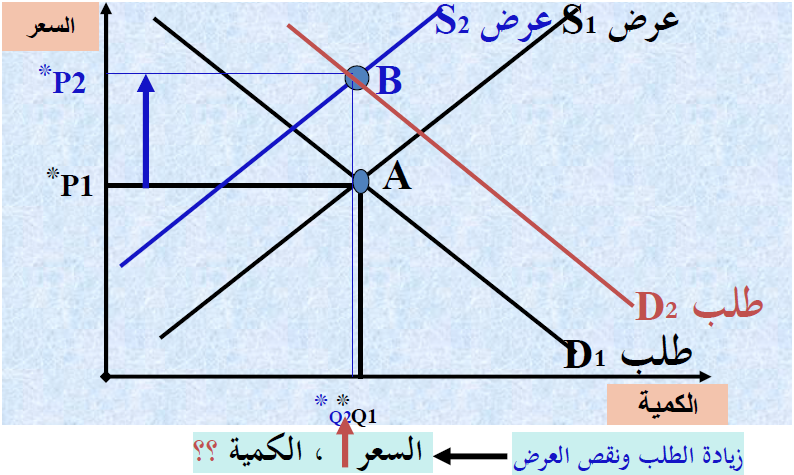 السعر
عرض S2
عرض S1
*P2
B
*P1
A
طلب D2
طلب D1
الكمية
* *
Q2Q1
زيادة الطلب ونقص العرض
السعر ، الكمية ؟؟